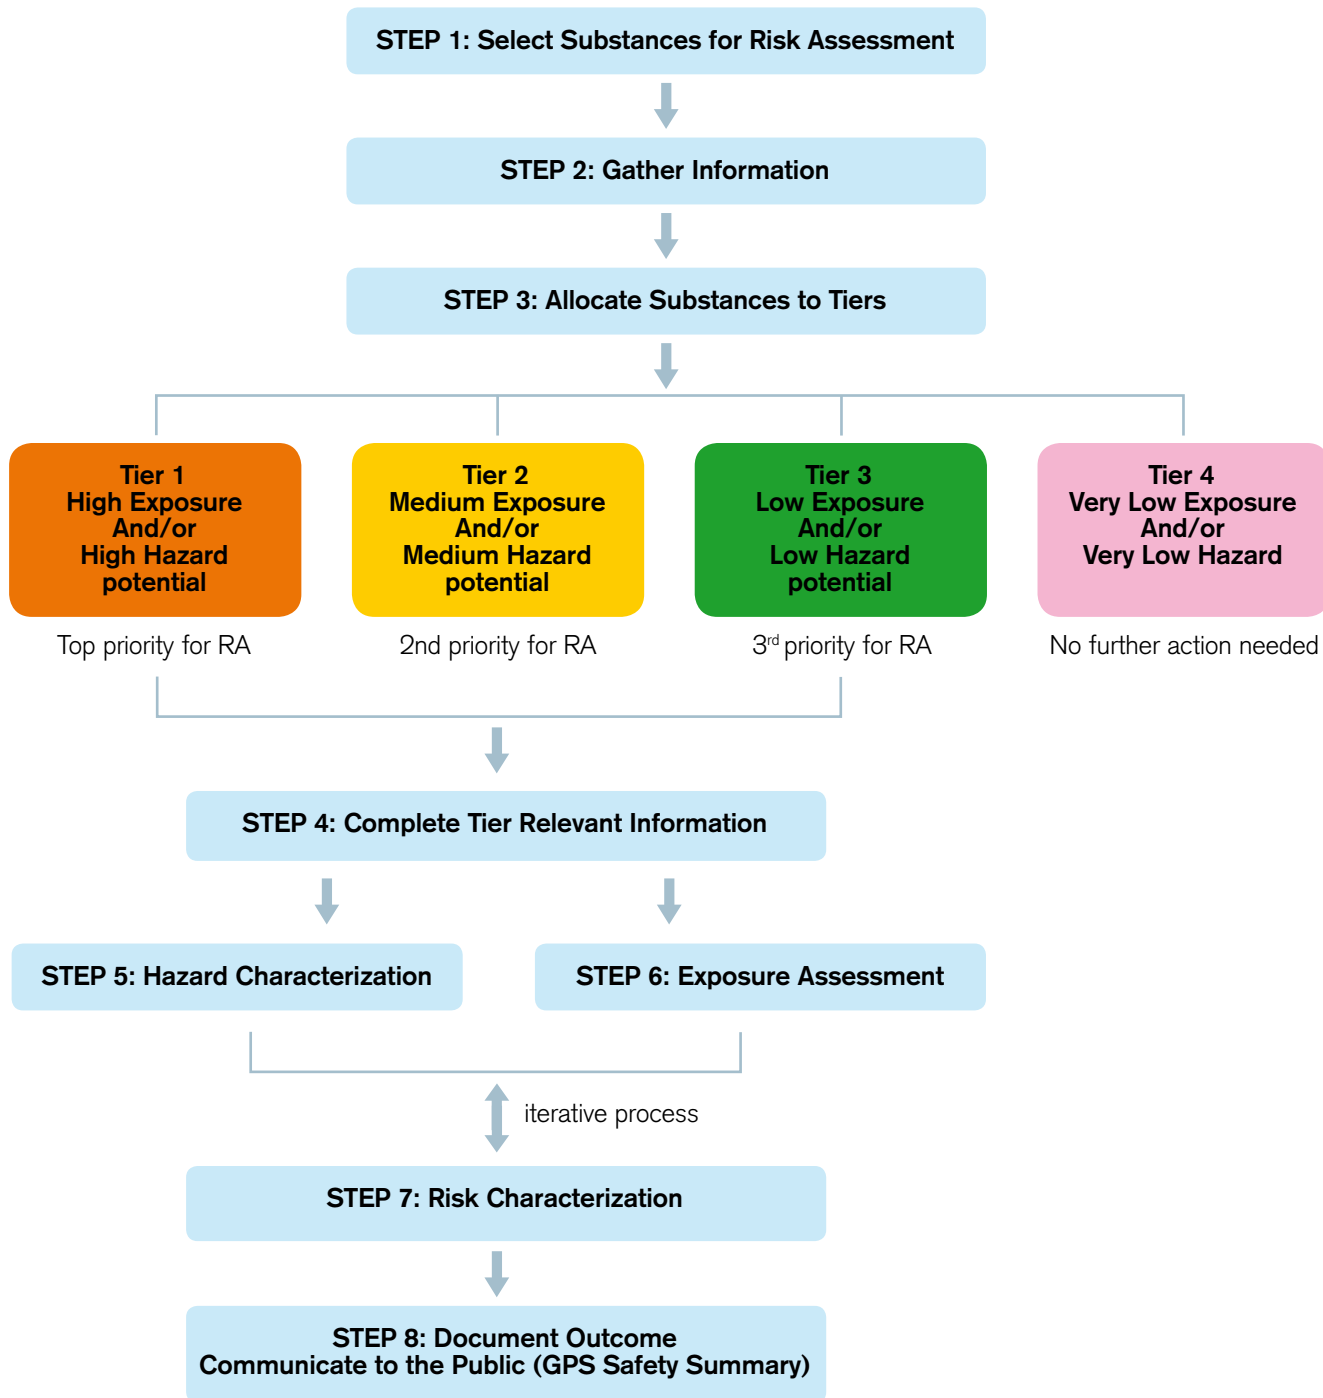 STEP 1: Select Substances for Risk Assessment
STEP 2: Gather Information
STEP 3: Allocate Substances to Tiers
Tier 1
High Exposure
And/or
High Hazard
potential
Tier 2
Medium Exposure
And/or
Medium Hazard
potential
Tier 3
Low Exposure
And/or
Low Hazard
potential
Tier 4
Very Low Exposure
And/or
Very Low Hazard
Top priority for RA
2nd priority for RA
3rd priority for RA
No further action needed
STEP 4: Complete Tier Relevant Information
STEP 5: Hazard Characterization
STEP 6: Exposure Assessment
iterative process
STEP 7: Risk Characterization
STEP 8: Document Outcome
Communicate to the Public (GPS Safety Summary)